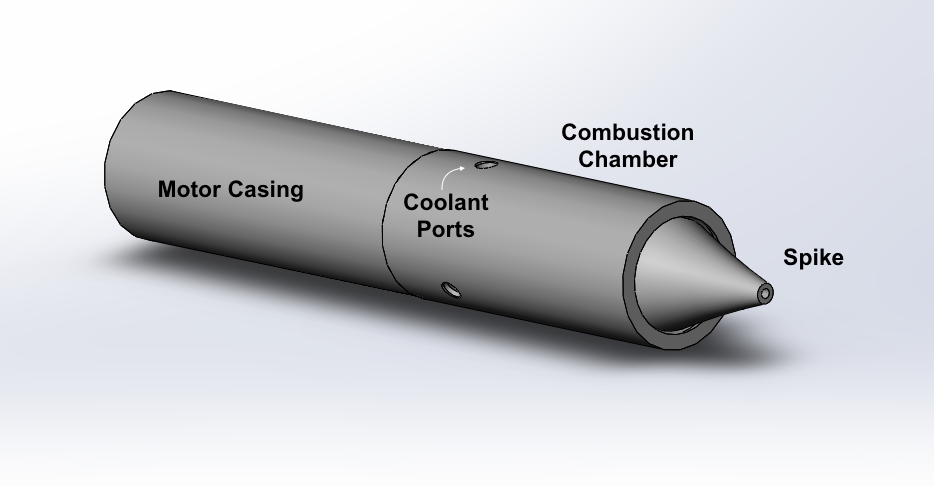 Combustion
Chamber
Motor Casing
Coolant
Ports
Spike